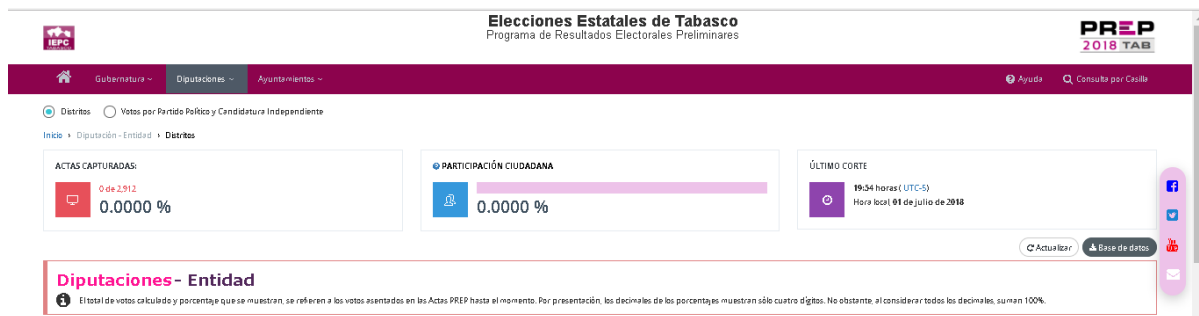 Elecciones Estatales de Tabasco
Programa de Resultados Electorales Preliminares
IEPC
TABASCO
PREP
2018 TAB
Gubernatura
Diputaciones
Ayuntamientos
Ayuda
Consulta por Casilla
Distritos
Votos por Partido Político y Candidatura Independiente
Inicio › Diputación - Entidad › Distritos
ACTAS CAPTURADAS:
0 de 2,912
0.0000 %
PARTICIPACIÓN CIUDADANA
0.0000 %
ÚLTIMO CORTE
19:54 horas ( UTC-5)
Hora local, 01 de julio de 2018
Actualizar
Base de datos
Diputaciones - Entidad
El total de votos calculado y porcentaje que se muestran, se refieren a los votos asentados en las Actas PREP hasta el momento. Por presentación, los decimales de los porcentajes muestran sólo cuatro dígitos. No obstante, al considerar todos los decimales, suman 100%.